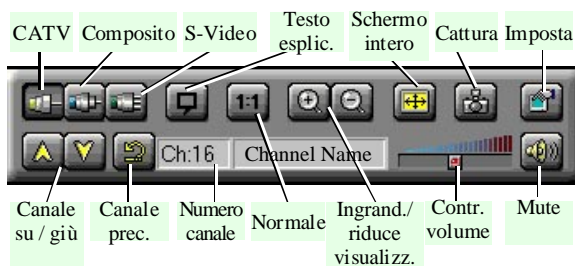 CATV Composito S-Video Testo esplic. Schermo intero Cattura Imposta
1:1
Ch:16 Channel Name
Canale su / giù
Canale prec.
Numero canale
Normale
Ingrand./ riduce visualizz.
Contr. volume
Mute